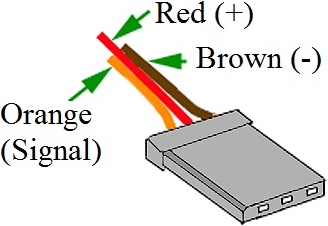 Red (+)
Brown (-)
Orange
(Signal)